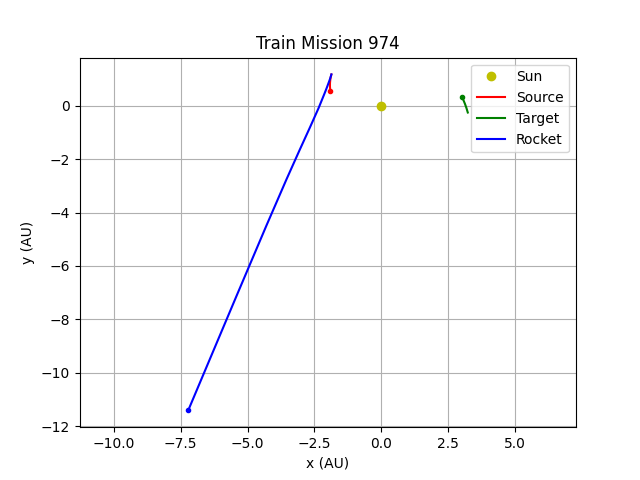 Train Mission 974
Sun
Source
Target
Rocket
0
−2
−4
−6
−8
−10
−12
y (AU)
−10.0
−7.5
−5.0
−2.5
0.0
2.5
5.0
x (AU)